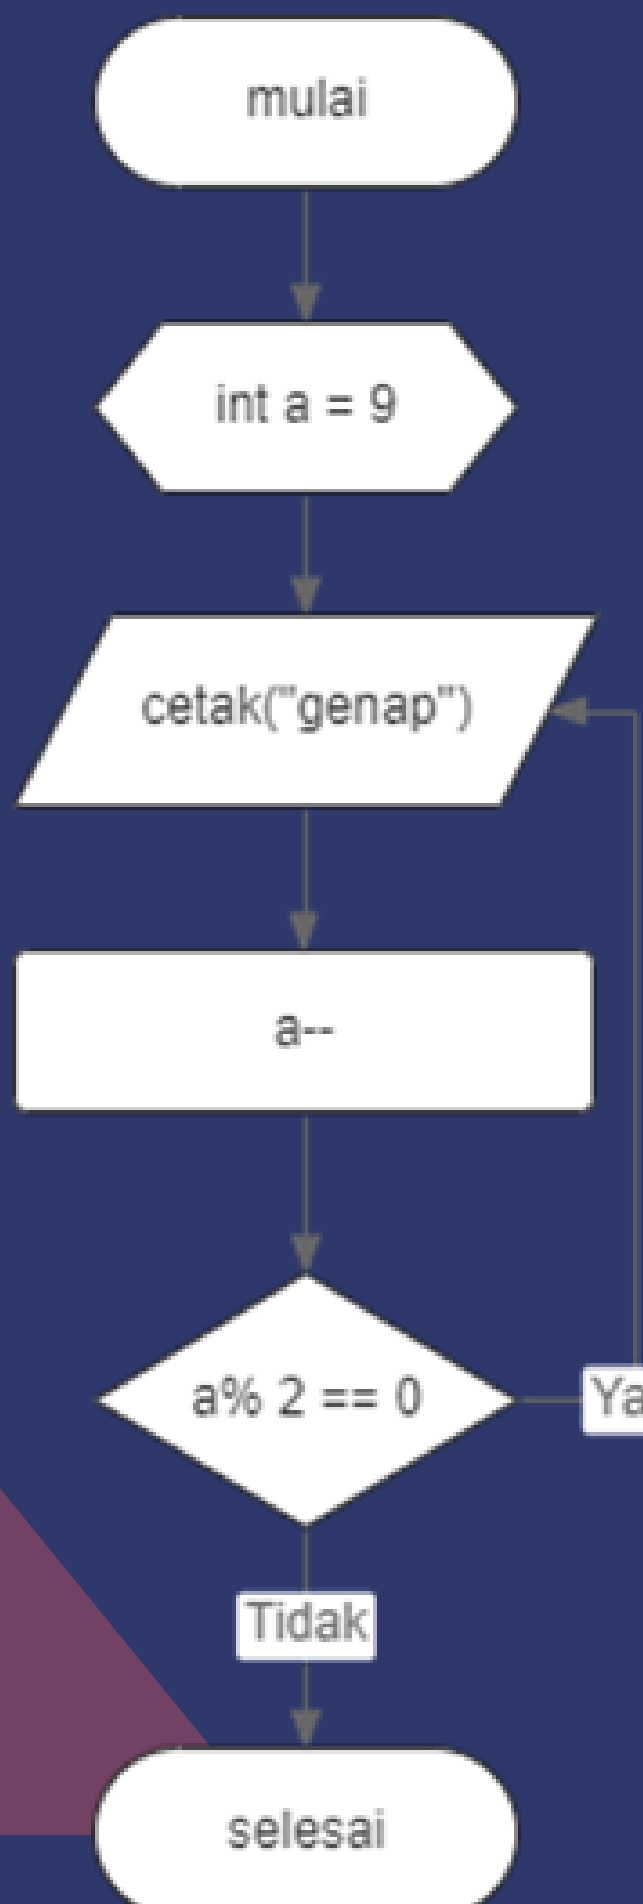 mulai
int a = 9
cetak("genap")
a--
a% 2 == 0
Ya
Tidak
selesai